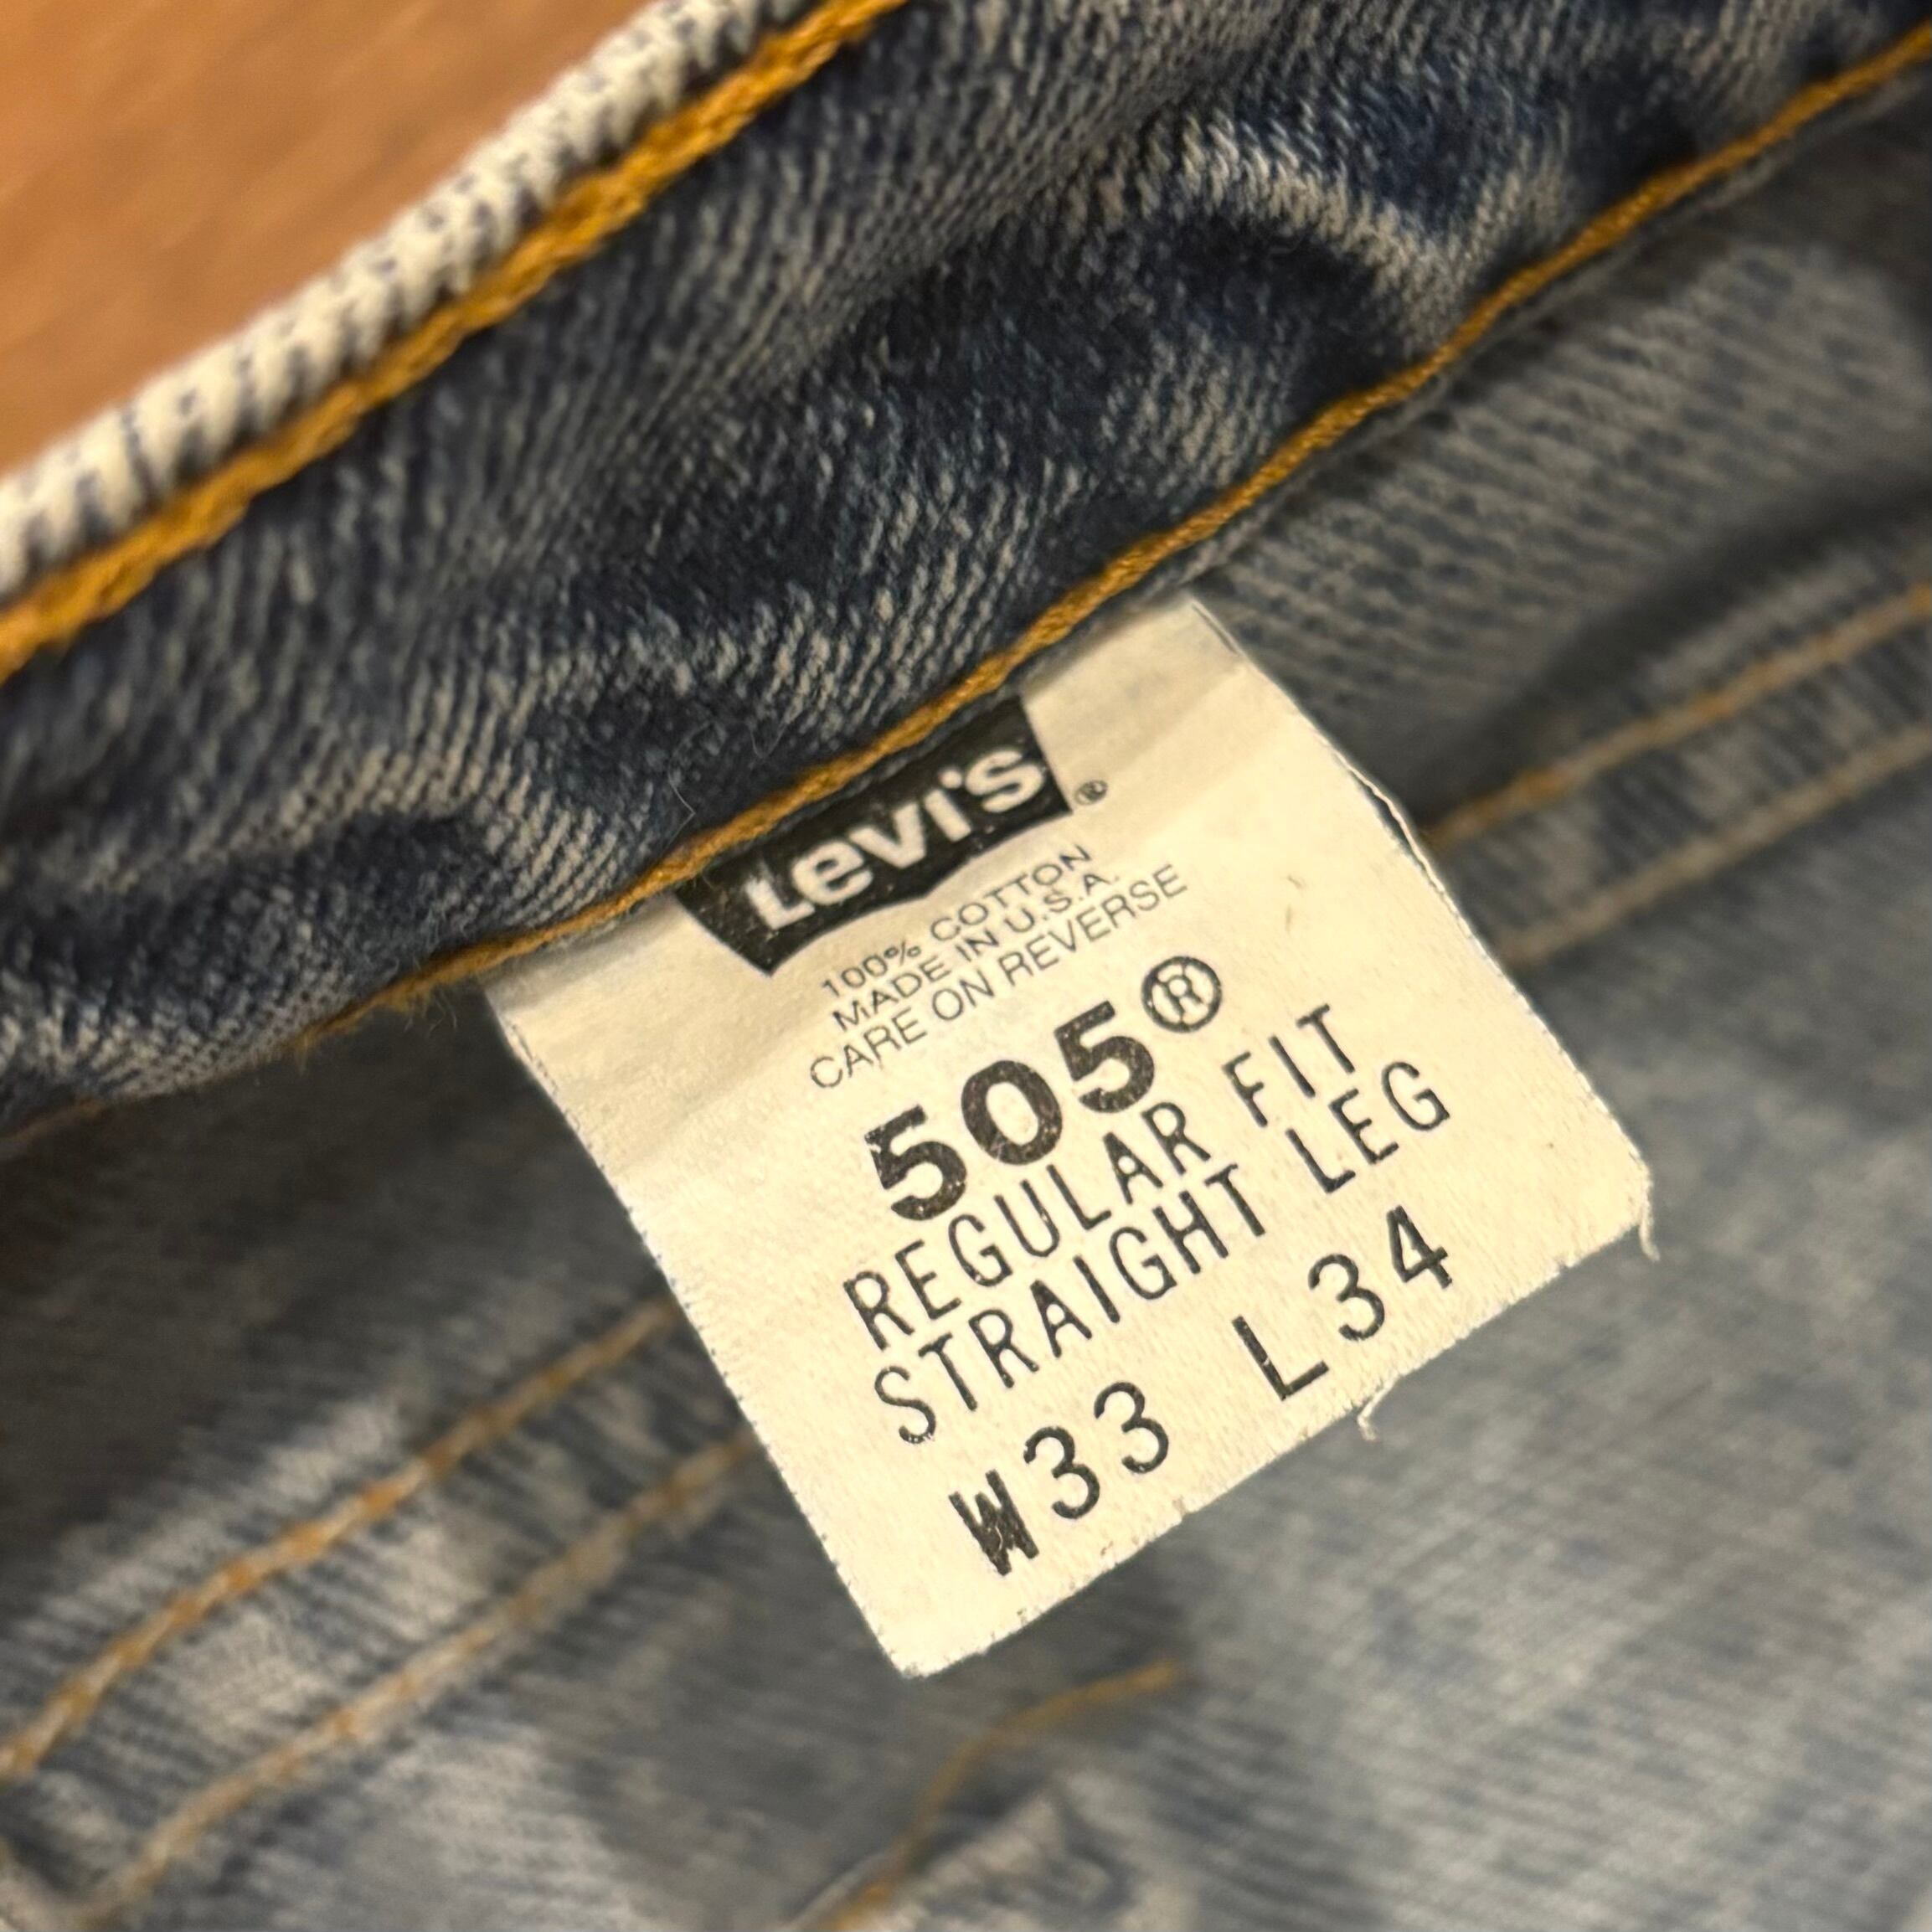 Levi's®
100% COTTON
MADE IN U.S.A.
CARE ON REVERSE
505®
REGULAR FIT
STRAIGHT LEG
W33 L34